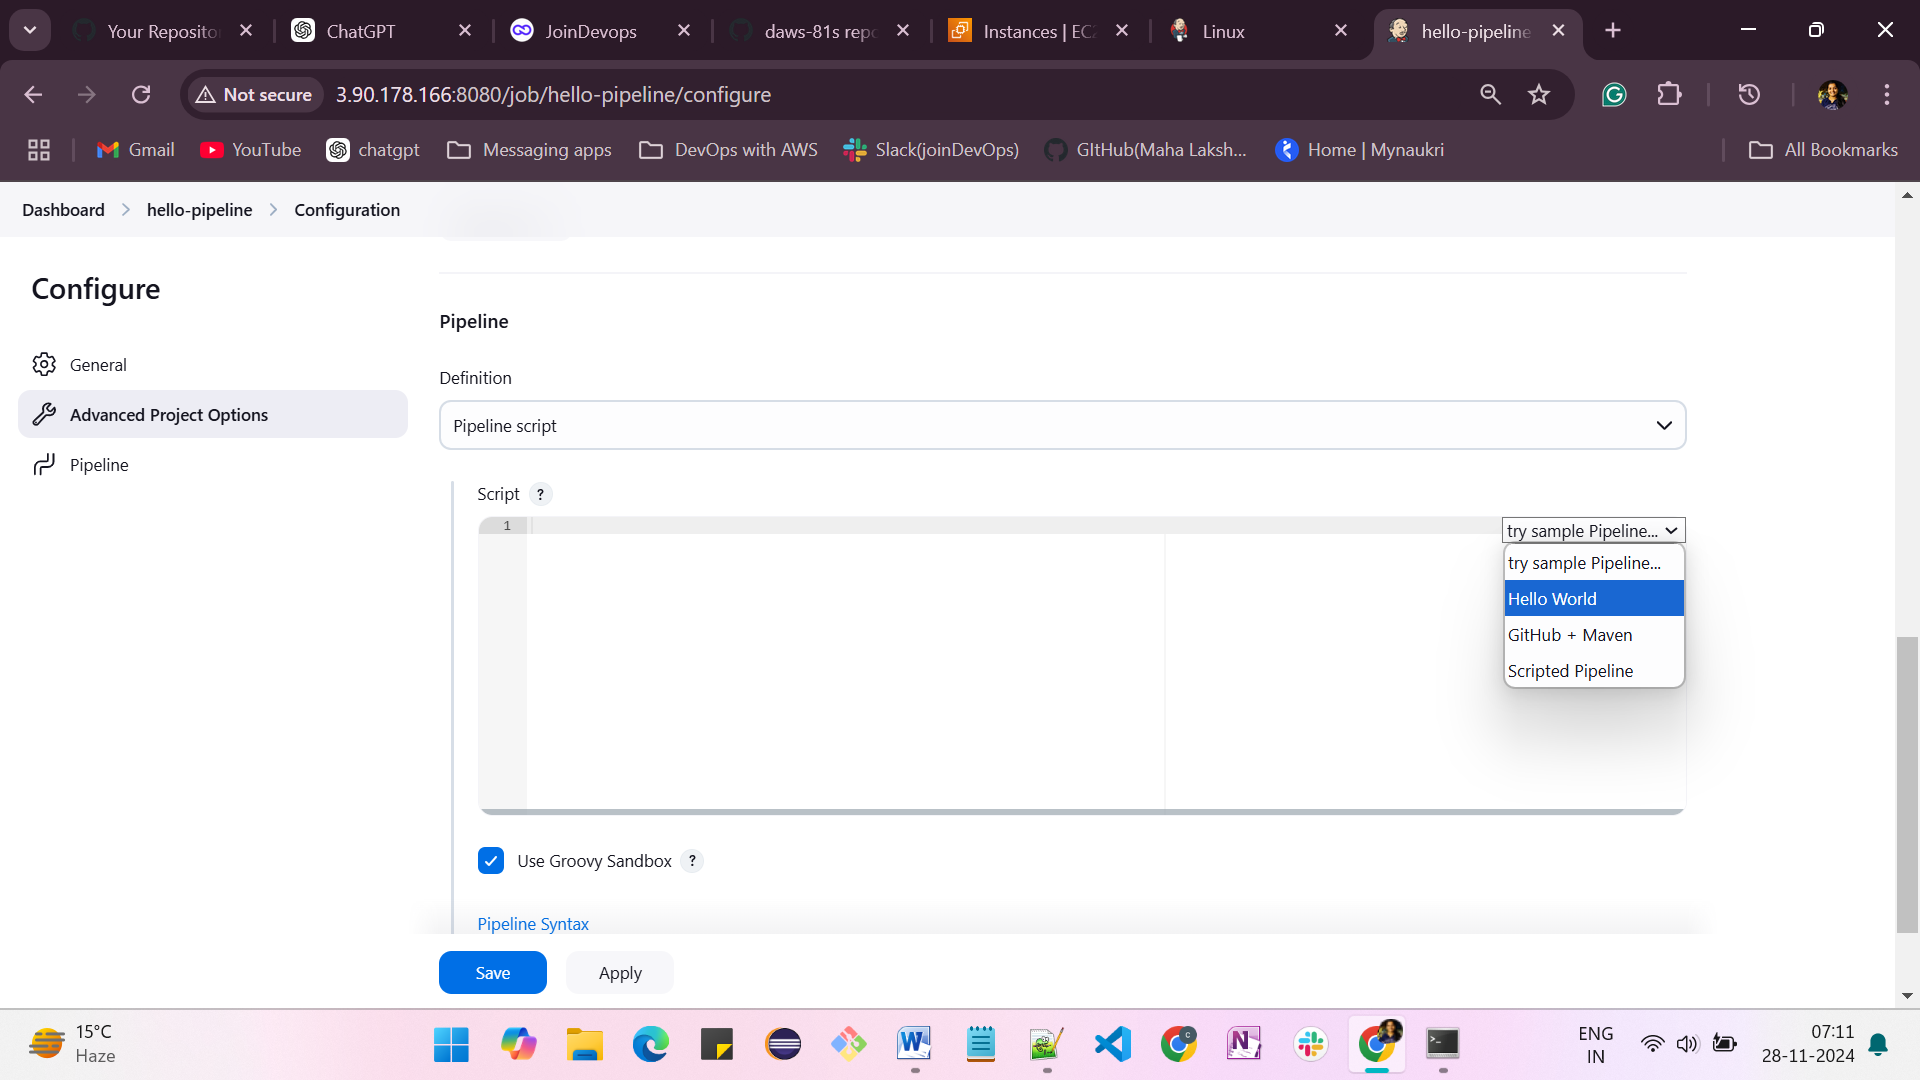 Your Reposito
ChatGPT
JoinDevops
daws-81s repo
Instances | EC2
Linux
hello-pipeline
Not secure
3.90.178.166:8080/job/hello-pipeline/configure
Gmail
YouTube
chatgpt
Messaging apps
DevOps with AWS
Slack(joinDevOps)
GItHub(Maha Laksh...
Home | Mynaukri
All Bookmarks
Dashboard
hello-pipeline
Configuration
Configure
General
Advanced Project Options
Pipeline
Pipeline
Definition
Pipeline script
Script ?
1
try sample Pipeline...
try sample Pipeline...
Hello World
GitHub + Maven
Scripted Pipeline
Use Groovy Sandbox ?
Pipeline Syntax
Save
Apply
15°C
Haze
ENG
IN
07:11
28-11-2024